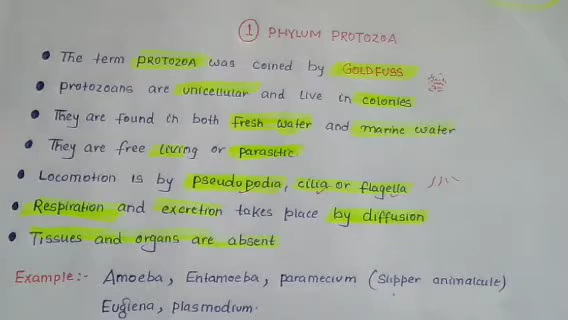 ① PHYLUM PROTOZOA
• The term PROTOZOA was coined by GOLDFUSS
• protozoans are unicellular and live in colonies
• They are found in both fresh water and marine water
• They are free living or parasitic.
• Locomotion is by pseudopodia, cilia or flagella
• Respiration and excretion takes place by diffusion
• Tissues and organs are absent
Example:- Amoeba, Entamoeba, paramecium (slipper animalcule)
Euglena, plasmodium.